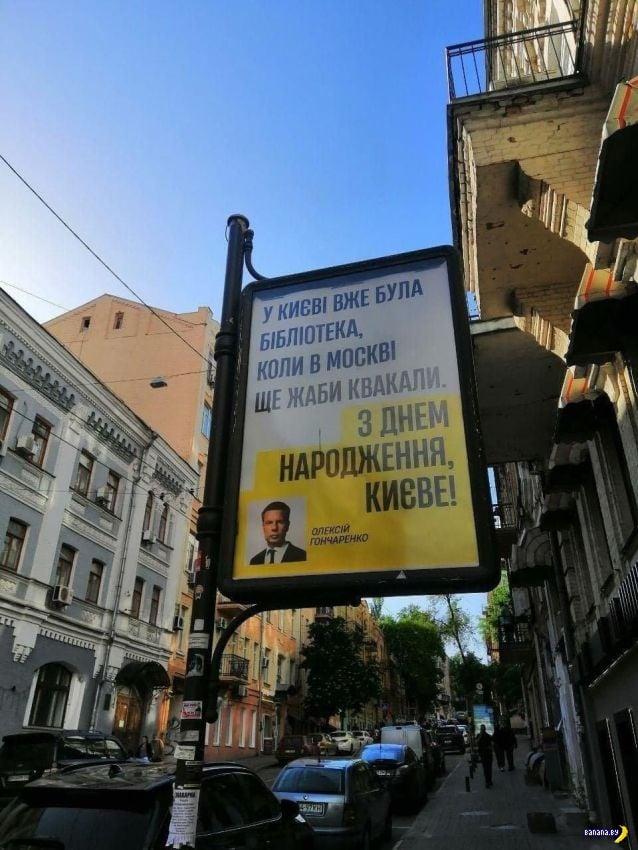 У КИЄВІ ВЖЕ БУЛА
БІБЛІОТЕКА,
КОЛИ В МОСКВІ
ЩЕ ЖАБИ КВАКАЛИ.
З ДНЕМ
НАРОДЖЕННЯ,
КИЄВЕ!
ОЛЕКСІЙ
ГОНЧАРЕНКО
banana.by